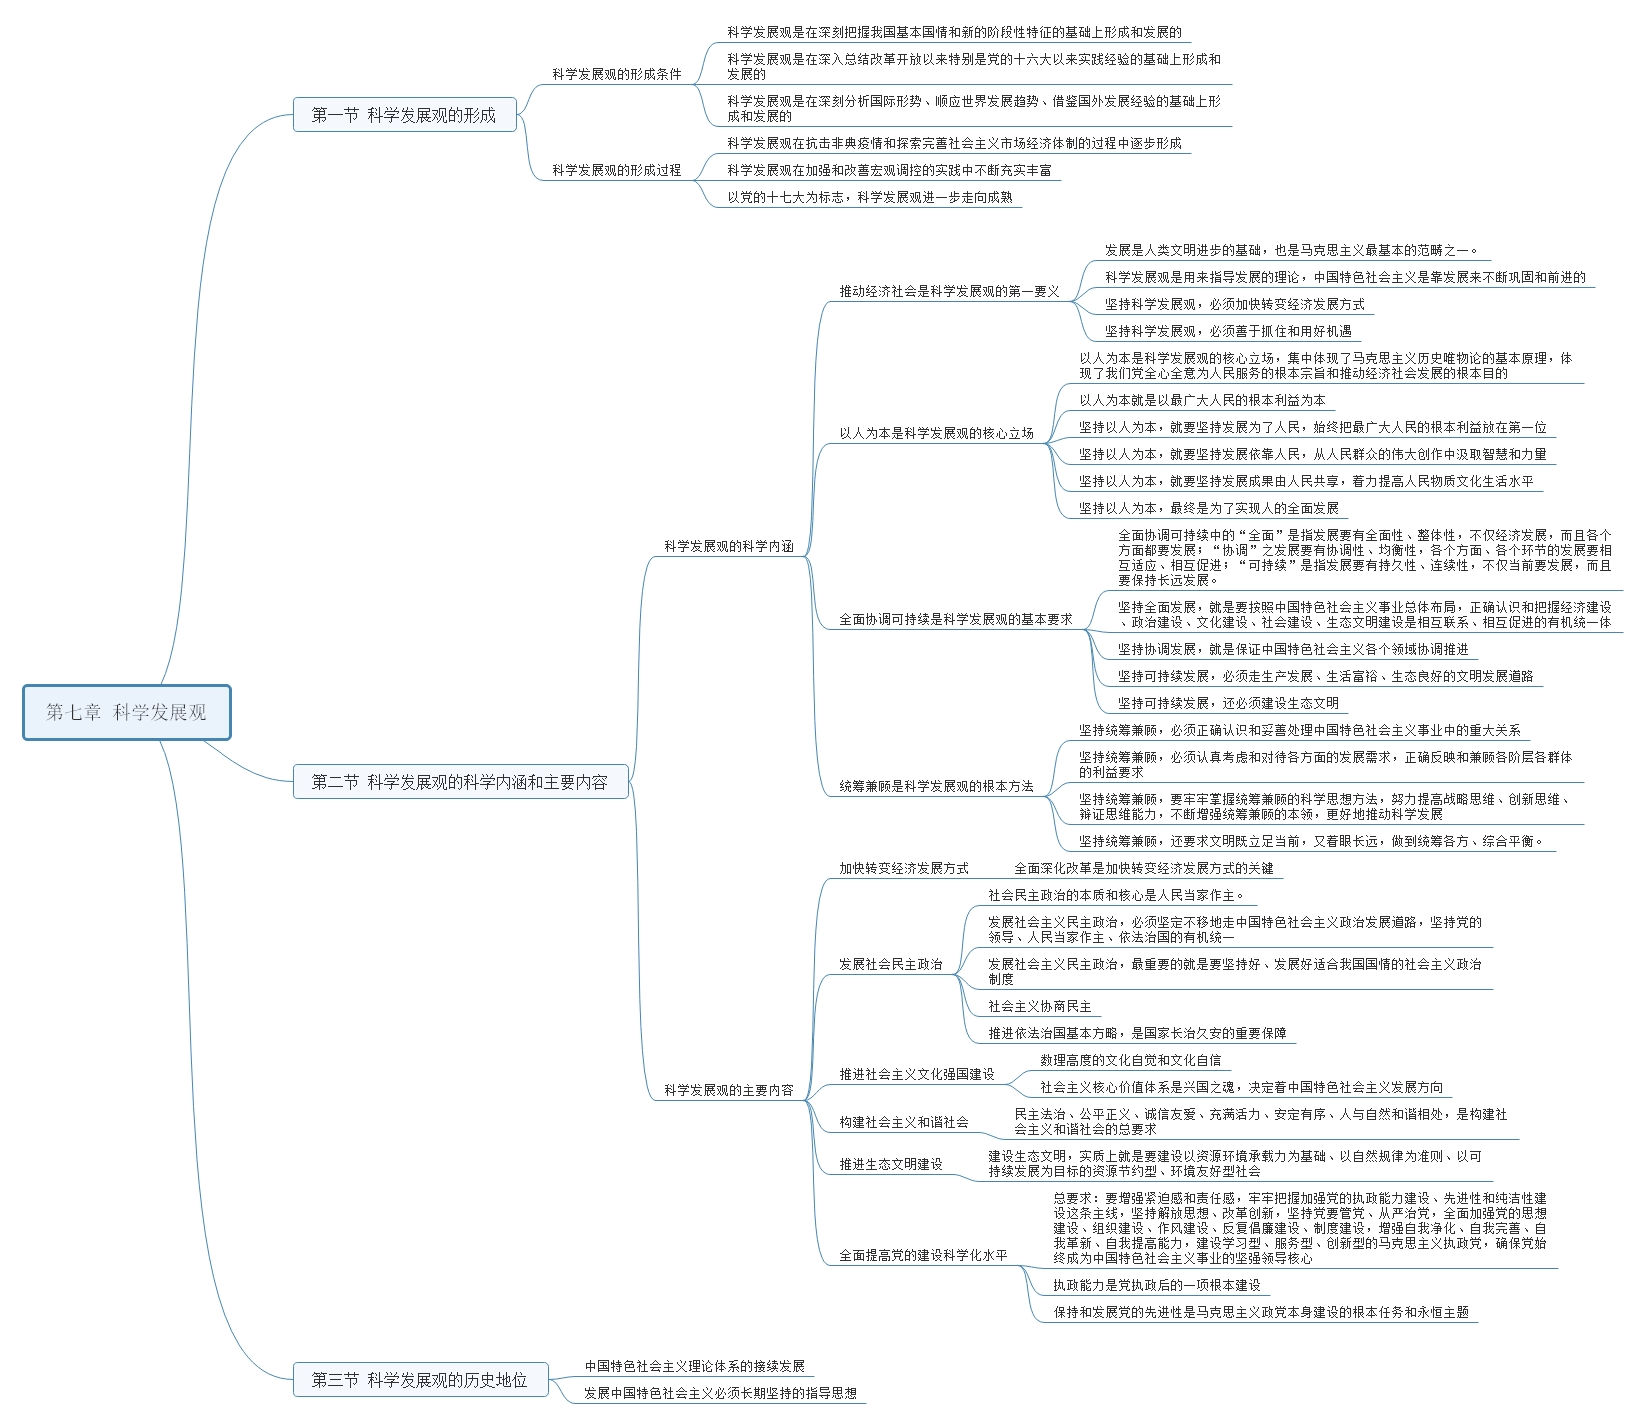 第七章 科学发展观
第一节 科学发展观的形成
科学发展观的形成条件
科学发展观是在深刻把握我国基本国情和新的阶段性特征的基础上形成和发展的
科学发展观是在深入总结改革开放以来特别是党的十六大以来实践经验的基础上形成和
发展的
科学发展观是在深刻分析国际形势、顺应世界发展趋势、借鉴国外发展经验的基础上形
成和发展的
科学发展观的形成过程
科学发展观在抗击非典疫情和探索完善社会主义市场经济体制的过程中逐步形成
科学发展观在加强和改善宏观调控的实践中不断充实丰富
以党的十七大为标志，科学发展观进一步走向成熟
第二节 科学发展观的科学内涵和主要内容
科学发展观的科学内涵
推动经济社会是科学发展观的第一要义
发展是人类文明进步的基础，也是马克思主义最基本的范畴之一。
科学发展观是用来指导发展的理论，中国特色社会主义是靠发展来不断巩固和前进的
坚持科学发展观，必须加快转变经济发展方式
坚持科学发展观，必须善于抓住和用好机遇
以人为本是科学发展观的核心立场
以人为本是科学发展观的核心立场，集中体现了马克思主义历史唯物论的基本原理，体
现了我们党全心全意为人民服务的根本宗旨和推动经济社会发展的根本目的
以人为本就是以最广大人民的根本利益为本
坚持以人为本，就要坚持发展为了人民，始终把最广大人民的根本利益放在第一位
坚持以人为本，就要坚持发展依靠人民，从人民群众的伟大创作中汲取智慧和力量
坚持以人为本，就要坚持发展成果由人民共享，着力提高人民物质文化生活水平
坚持以人为本，最终是为了实现人的全面发展
全面协调可持续是科学发展观的基本要求
全面协调可持续中的“全面”是指发展要有全面性、整体性，不仅经济发展，而且各个
方面都要发展；“协调”之发展要有协调性、均衡性，各个方面、各个环节的发展要相
互适应、相互促进；“可持续”是指发展要有持久性、连续性，不仅当前要发展，而且
要保持长远发展。
坚持全面发展，就是要按照中国特色社会主义事业总体布局，正确认识和把握经济建设
、政治建设、文化建设、社会建设、生态文明建设是相互联系、相互促进的有机统一体
坚持协调发展，就是保证中国特色社会主义各个领域协调推进
坚持可持续发展，必须走生产发展、生活富裕、生态良好的文明发展道路
坚持可持续发展，还必须建设生态文明
统筹兼顾是科学发展观的根本方法
坚持统筹兼顾，必须正确认识和妥善处理中国特色社会主义事业中的重大关系
坚持统筹兼顾，必须认真考虑和对待各方面的发展需求，正确反映和兼顾各阶层各群体
的利益要求
坚持统筹兼顾，要牢牢掌握统筹兼顾的科学思想方法，努力提高战略思维、创新思维、
辩证思维能力，不断增强统筹兼顾的本领，更好地推动科学发展
坚持统筹兼顾，还要求文明既立足当前，又着眼长远，做到统筹各方、综合平衡。
科学发展观的主要内容
加快转变经济发展方式
全面深化改革是加快转变经济发展方式的关键
发展社会民主政治
社会民主政治的本质和核心是人民当家作主。
发展社会主义民主政治，必须坚定不移地走中国特色社会主义政治发展道路，坚持党的
领导、人民当家作主、依法治国的有机统一
发展社会主义民主政治，最重要的就是要坚持好、发展好适合我国国情的社会主义政治
制度
社会主义协商民主
推进依法治国基本方略，是国家长治久安的重要保障
推进社会主义文化强国建设
数理高度的文化自觉和文化自信
社会主义核心价值体系是兴国之魂，决定着中国特色社会主义发展方向
构建社会主义和谐社会
民主法治、公平正义、诚信友爱、充满活力、安定有序、人与自然和谐相处，是构建社
会主义和谐社会的总要求
推进生态文明建设
建设生态文明，实质上就是要建设以资源环境承载力为基础、以自然规律为准则、以可
持续发展为目标的资源节约型、环境友好型社会
全面提高党的建设科学化水平
总要求：要增强紧迫感和责任感，牢牢把握加强党的执政能力建设、先进性和纯洁性建
设这条主线，坚持解放思想、改革创新，坚持党要管党、从严治党，全面加强党的思想
建设、组织建设、作风建设、反复倡廉建设、制度建设，增强自我净化、自我完善、自
我革新、自我提高能力，建设学习型、服务型、创新型的马克思主义执政党，确保党始
终成为中国特色社会主义事业的坚强领导核心
执政能力是党执政后的一项根本建设
保持和发展党的先进性是马克思主义政党本身建设的根本任务和永恒主题
第三节 科学发展观的历史地位
中国特色社会主义理论体系的接续发展
发展中国特色社会主义必须长期坚持的指导思想